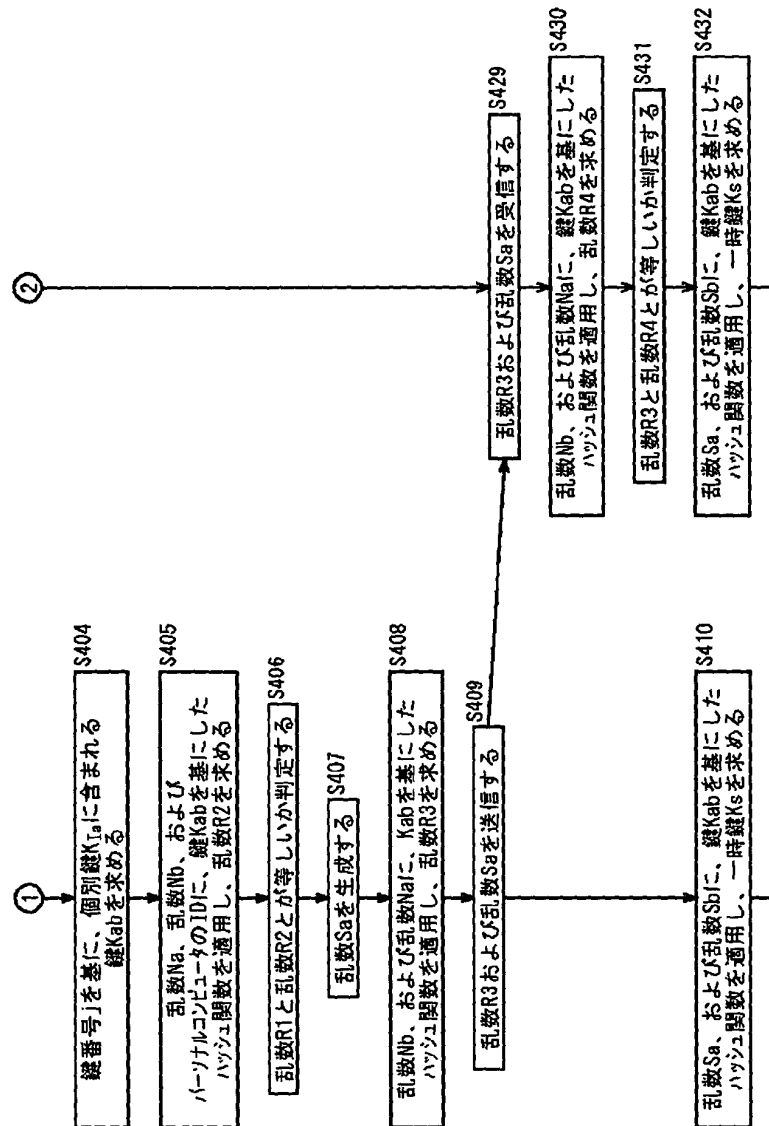 ①
鍵番号jを基に、個別鍵K_Iaに含まれる
鍵Kabを求める
S404
乱数Na、乱数Nb、および
パーソナルコンピュータのIDに、鍵Kabを基にした
ハッシュ関数を適用し、乱数R2を求める
S405
乱数R1と乱数R2とが等しいか判定する
S406
乱数Saを生成する
S407
乱数Nb、および乱数Naに、Kabを基にした
ハッシュ関数を適用し、乱数R3を求める
S408
乱数R3および乱数Saを送信する
S409
乱数Sa、および乱数Sbに、鍵Kabを基にした
ハッシュ関数を適用し、一時鍵Ksを求める
S410
②
乱数R3および乱数Saを受信する
S429
乱数Nb、および乱数Naに、鍵Kabを基にした
ハッシュ関数を適用し、乱数R4を求める
S430
乱数R3と乱数R4とが等しいか判定する
S431
乱数Sa、および乱数Sbに、鍵Kabを基にした
ハッシュ関数を適用し、一時鍵Ksを求める
S432